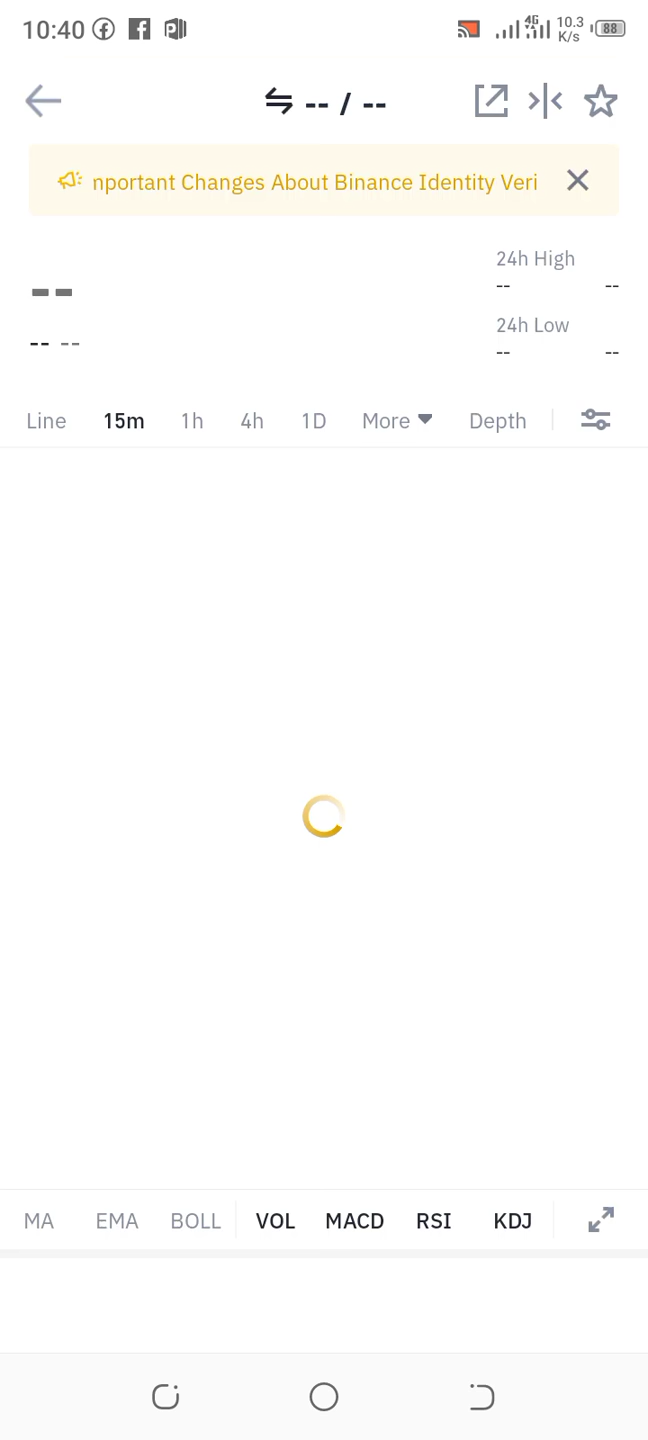 10:40
10.3
K/s
4G
88
-- / --
nportant Changes About Binance Identity Veri
24h High
--
-- --
24h Low
-- --
-- --
Line 15m 1h 4h 1D More Depth
MA EMA BOLL VOL MACD RSI KDJ